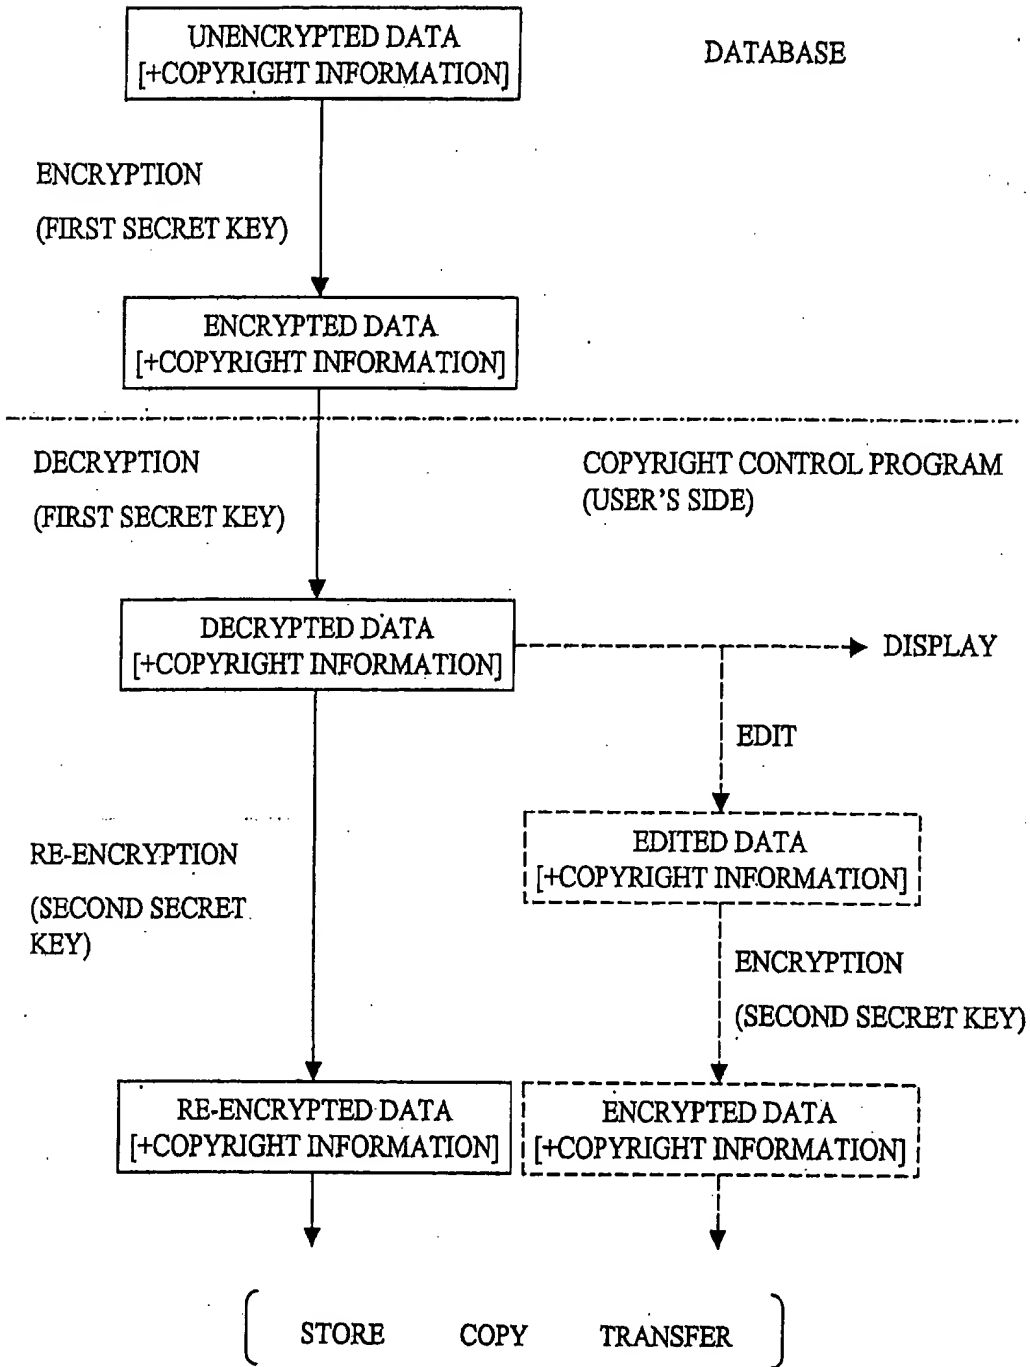 UNENCRYPTED DATA
[+COPYRIGHT INFORMATION]
DATABASE
ENCRYPTION
(FIRST SECRET KEY)
ENCRYPTED DATA
[+COPYRIGHT INFORMATION]
DECRYPTION
(FIRST SECRET KEY)
COPYRIGHT CONTROL PROGRAM
(USER'S SIDE)
DECRYPTED DATA
[+COPYRIGHT INFORMATION]
DISPLAY
EDIT
EDITED DATA
[+COPYRIGHT INFORMATION]
RE-ENCRYPTION
(SECOND SECRET
KEY)
ENCRYPTION
(SECOND SECRET KEY)
RE-ENCRYPTED DATA
[+COPYRIGHT INFORMATION]
ENCRYPTED DATA
[+COPYRIGHT INFORMATION]
STORE COPY TRANSFER